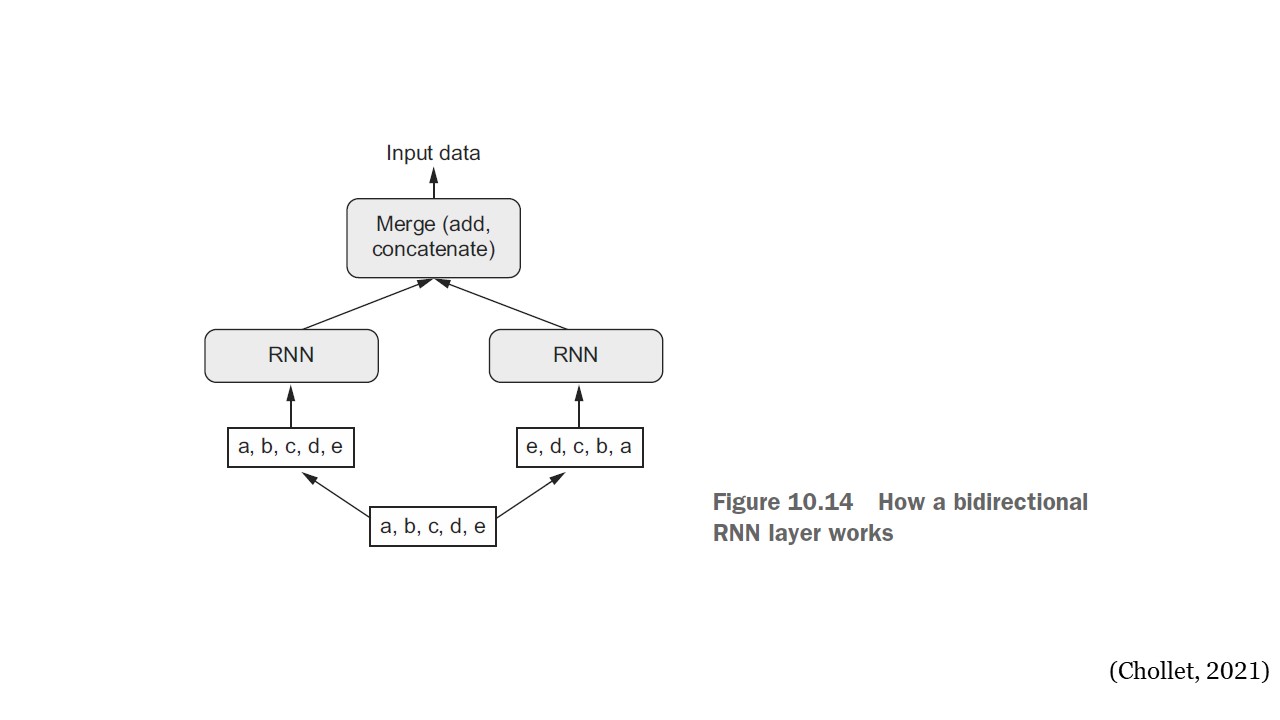 Input data
Merge (add,
concatenate)
RNN
RNN
a, b, c, d, e
e, d, c, b, a
a, b, c, d, e
Figure 10.14 How a bidirectional
RNN layer works
(Chollet, 2021)